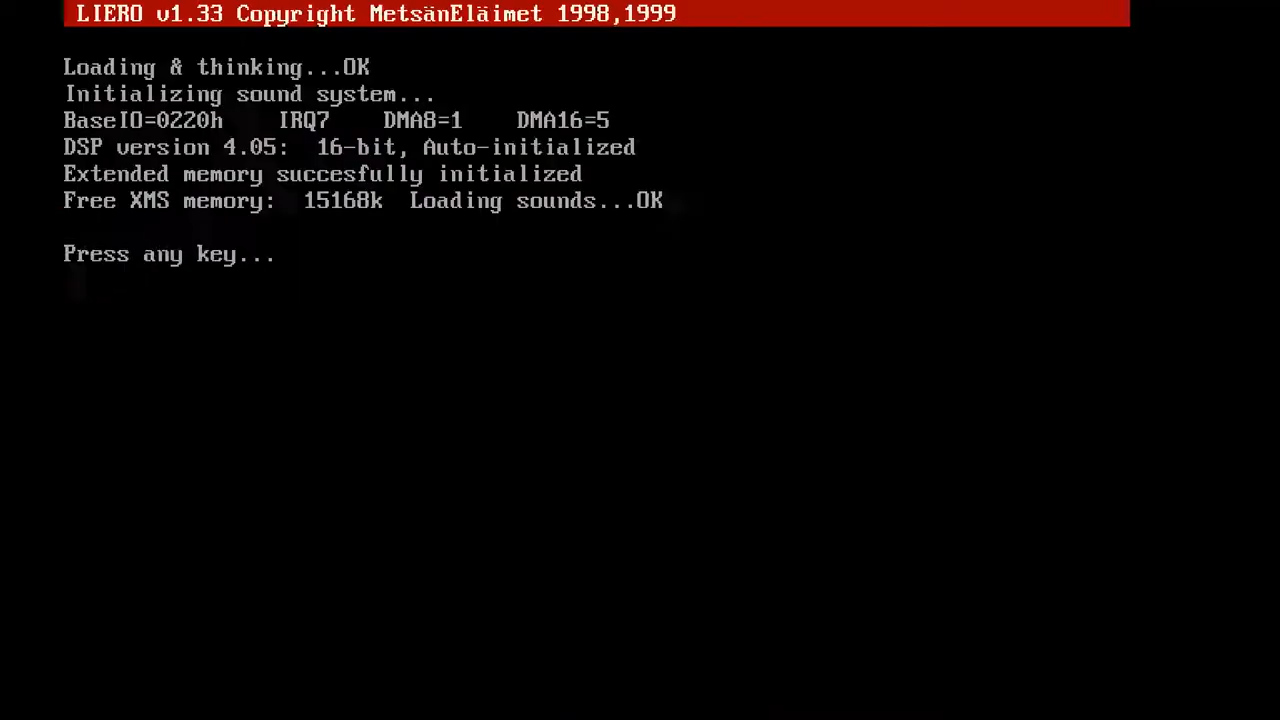 LIERO v1.33 Copyright MetsänEläimet 1998,1999
Loading & thinking...OK
Initializing sound system...
BaseIO=0220h    IRQ7    DMA8=1    DMA16=5
DSP version 4.05:  16-bit, Auto-initialized
Extended memory succesfully initialized
Free XMS memory:  15168k  Loading sounds...OK
Press any key...